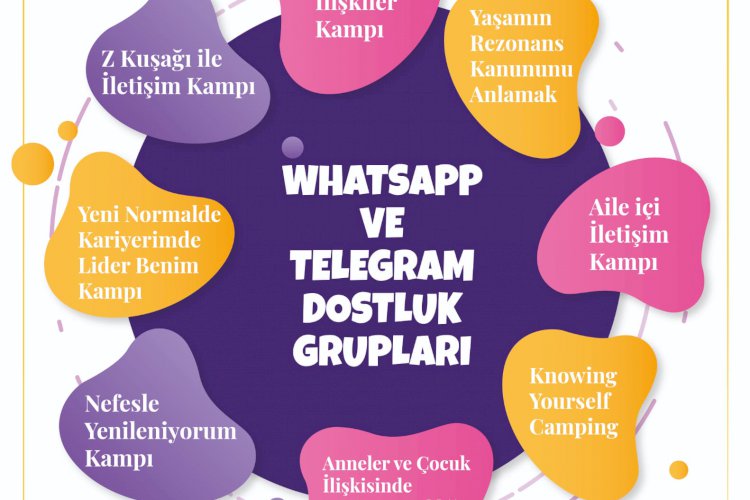 İlişkiler
Kampı
Yaşamın
Rezonans
Kanununu
Anlamak
Z Kuşağı ile
İletişim Kampı
WHATSAPP
VE
TELEGRAM
DOSTLUK
GRUPLARI
Aile içi
İletişim
Kampı
Yeni Normalde
Kariyerimde
Lider Benim
Kampı
Knowing
Yourself
Camping
Nefesle
Yenileniyorum
Kampı
Anneler ve Çocuk
İlişkisinde